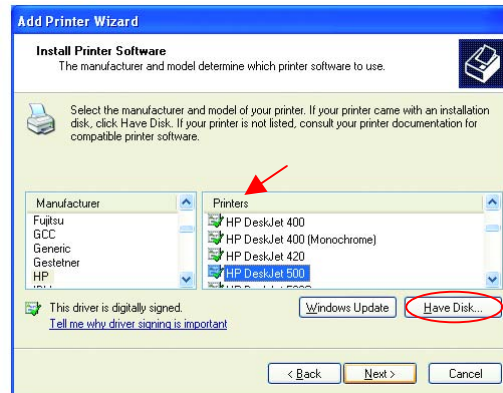 Add Printer Wizard
Install Printer Software
The manufacturer and model determine which printer software to use.
Select the manufacturer and model of your printer. If your printer came with an installation
disk, click Have Disk. If your printer is not listed, consult your printer documentation for
compatible printer software.
Manufacturer
Fujitsu
GCC
Generic
Gestetner
HP
Printers
HP DeskJet 400
HP DeskJet 400 (Monochrome)
HP DeskJet 420
HP DeskJet 500
This driver is digitally signed.
Tell me why driver signing is important
Windows Update
Have Disk...
< Back
Next >
Cancel